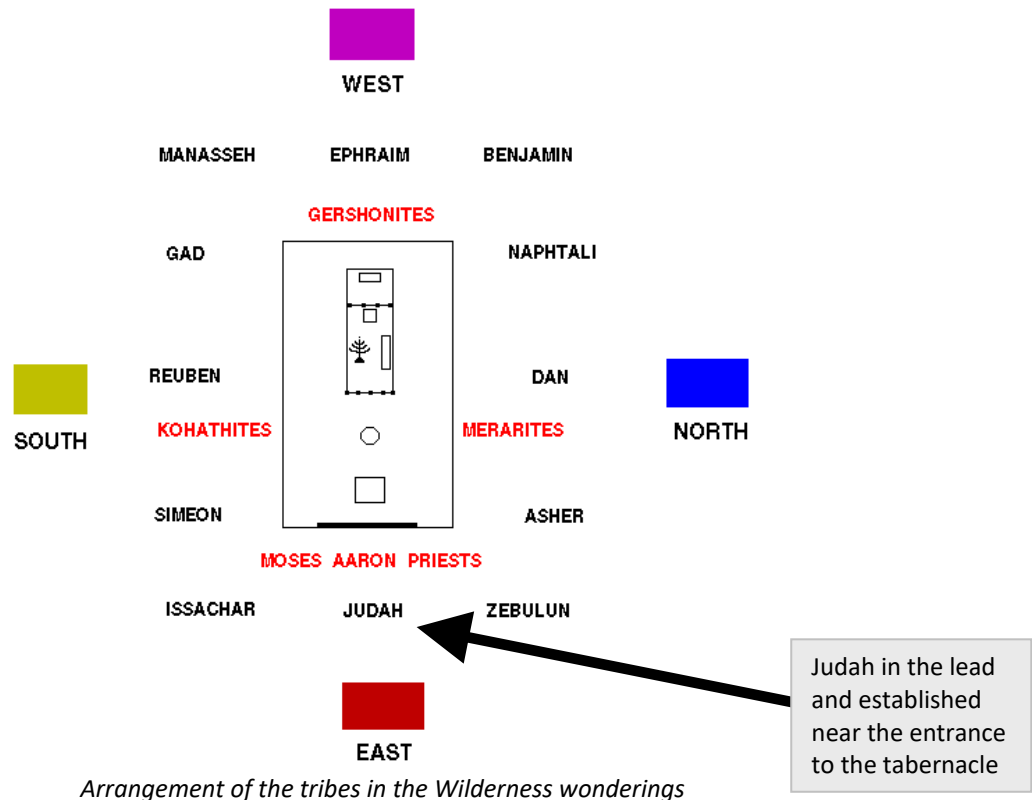 WEST
MANASSEH EPHRAIM BENJAMIN
GERSHONITES
GAD NAPHTALI
REUBEN DAN
SOUTH KOHATHITES MERARITES NORTH
SIMEON ASHER
MOSES AARON PRIESTS
ISSACHAR JUDAH ZEBULUN
Judah in the lead
and established
near the entrance
to the tabernacle
EAST
Arrangement of the tribes in the Wilderness wonderings